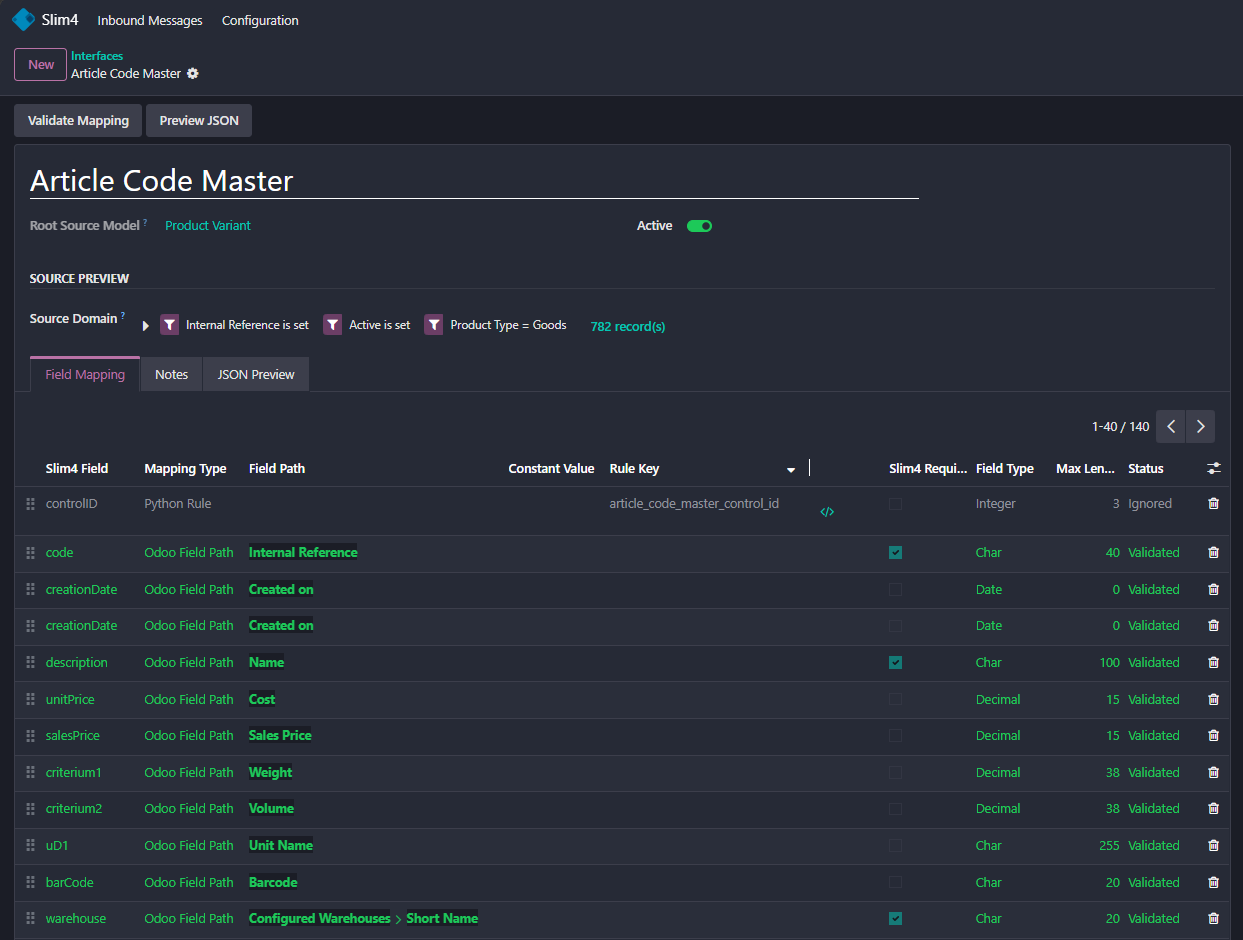 Slim4 Inbound Messages Configuration
New Interfaces
Article Code Master
Validate Mapping Preview JSON
Article Code Master
Root Source Model ? Product Variant Active
SOURCE PREVIEW
Source Domain ? Internal Reference is set Active is set Product Type = Goods 782 record(s)
Field Mapping Notes JSON Preview
1-40 / 140
Slim4 Field Mapping Type Field Path Constant Value Rule Key Slim4 Requi... Field Type Max Len... Status
controlID Python Rule article_code_master_control_id </> Integer 3 Ignored
code Odoo Field Path Internal Reference Char 40 Validated
creationDate Odoo Field Path Created on Date 0 Validated
creationDate Odoo Field Path Created on Date 0 Validated
description Odoo Field Path Name Char 100 Validated
unitPrice Odoo Field Path Cost Decimal 15 Validated
salesPrice Odoo Field Path Sales Price Decimal 15 Validated
criterium1 Odoo Field Path Weight Decimal 38 Validated
criterium2 Odoo Field Path Volume Decimal 38 Validated
uD1 Odoo Field Path Unit Name Char 255 Validated
barCode Odoo Field Path Barcode Char 20 Validated
warehouse Odoo Field Path Configured Warehouses > Short Name Char 20 Validated